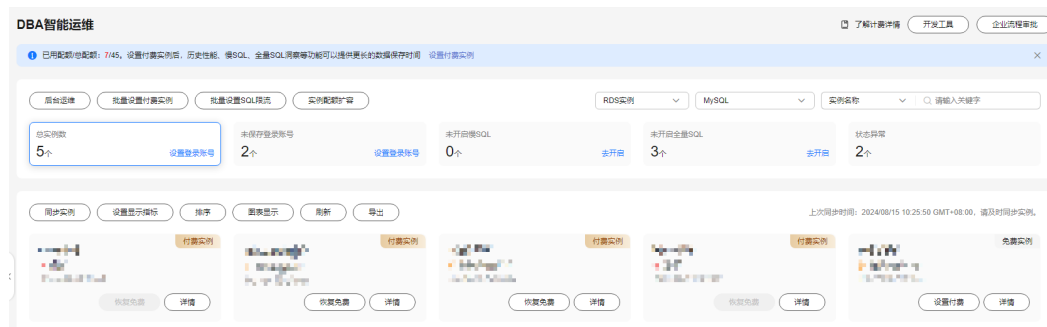 DBA智能运维 了解计费详情 开发工具 企业流程审批
已用配额/总配额：7/45。设置付费实例后，历史性能、慢SQL、全量SQL洞察等功能可以提供更长的数据保存时间 设置付费实例
后台运维 批量设置付费实例 批量设置SQL限流 实例配额扩容 RDS实例 MySQL 实例名称 请输入关键字
总实例数 未保存登录账号 未开启慢SQL 未开启全量SQL 状态异常
5个 设置登录账号 2个 设置登录账号 0个 去开启 3个 去开启 2个
同步实例 设置显示指标 排序 图表显示 刷新 导出 上次同步时间：2024/08/15 10:25:50 GMT+08:00，请及时同步实例。
付费实例 付费实例 付费实例 付费实例 免费实例
恢复免费 详情 恢复免费 详情 恢复免费 详情 恢复免费 详情 设置付费 详情